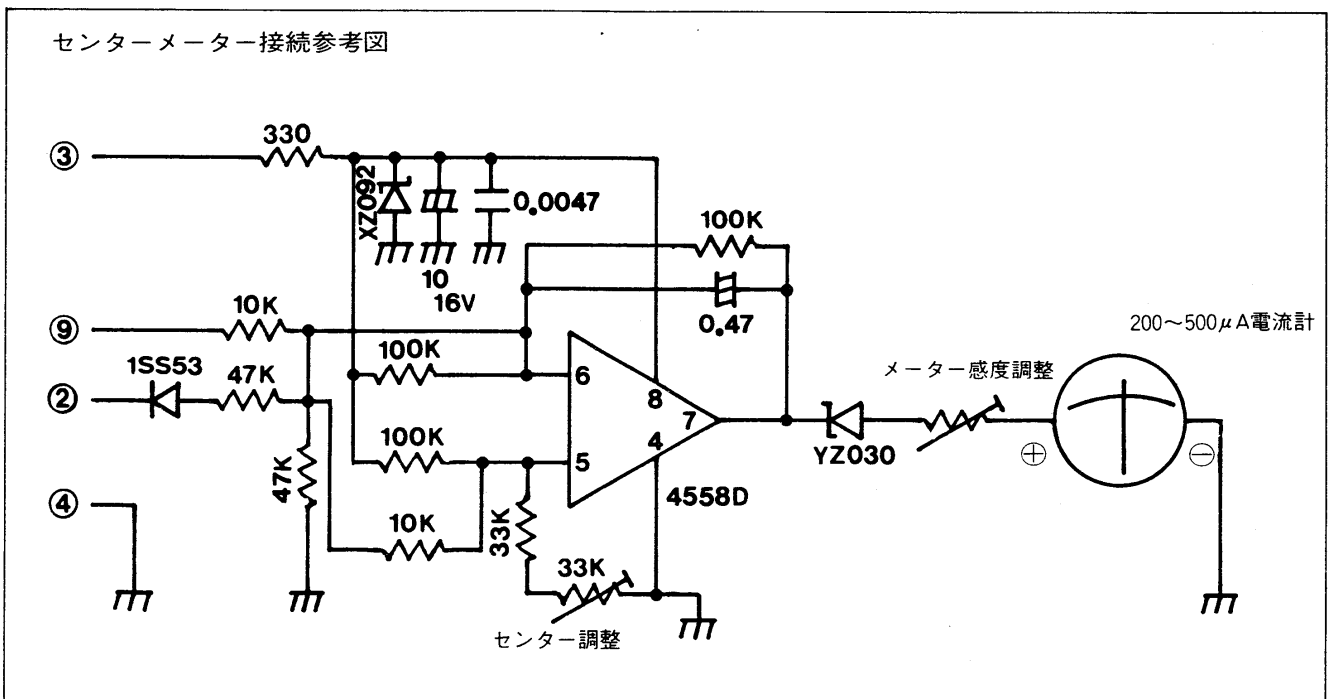 センターメーター接続参考図
③
330
XZ092
0.0047
10
16V
100K
0.47
⑨
10K
100K
6
8
7
200〜500μA電流計
メーター感度調整
1SS53
②
47K
100K
5
4
YZ030
⊕
⊖
47K
4558D
④
10K
33K
33K
センター調整